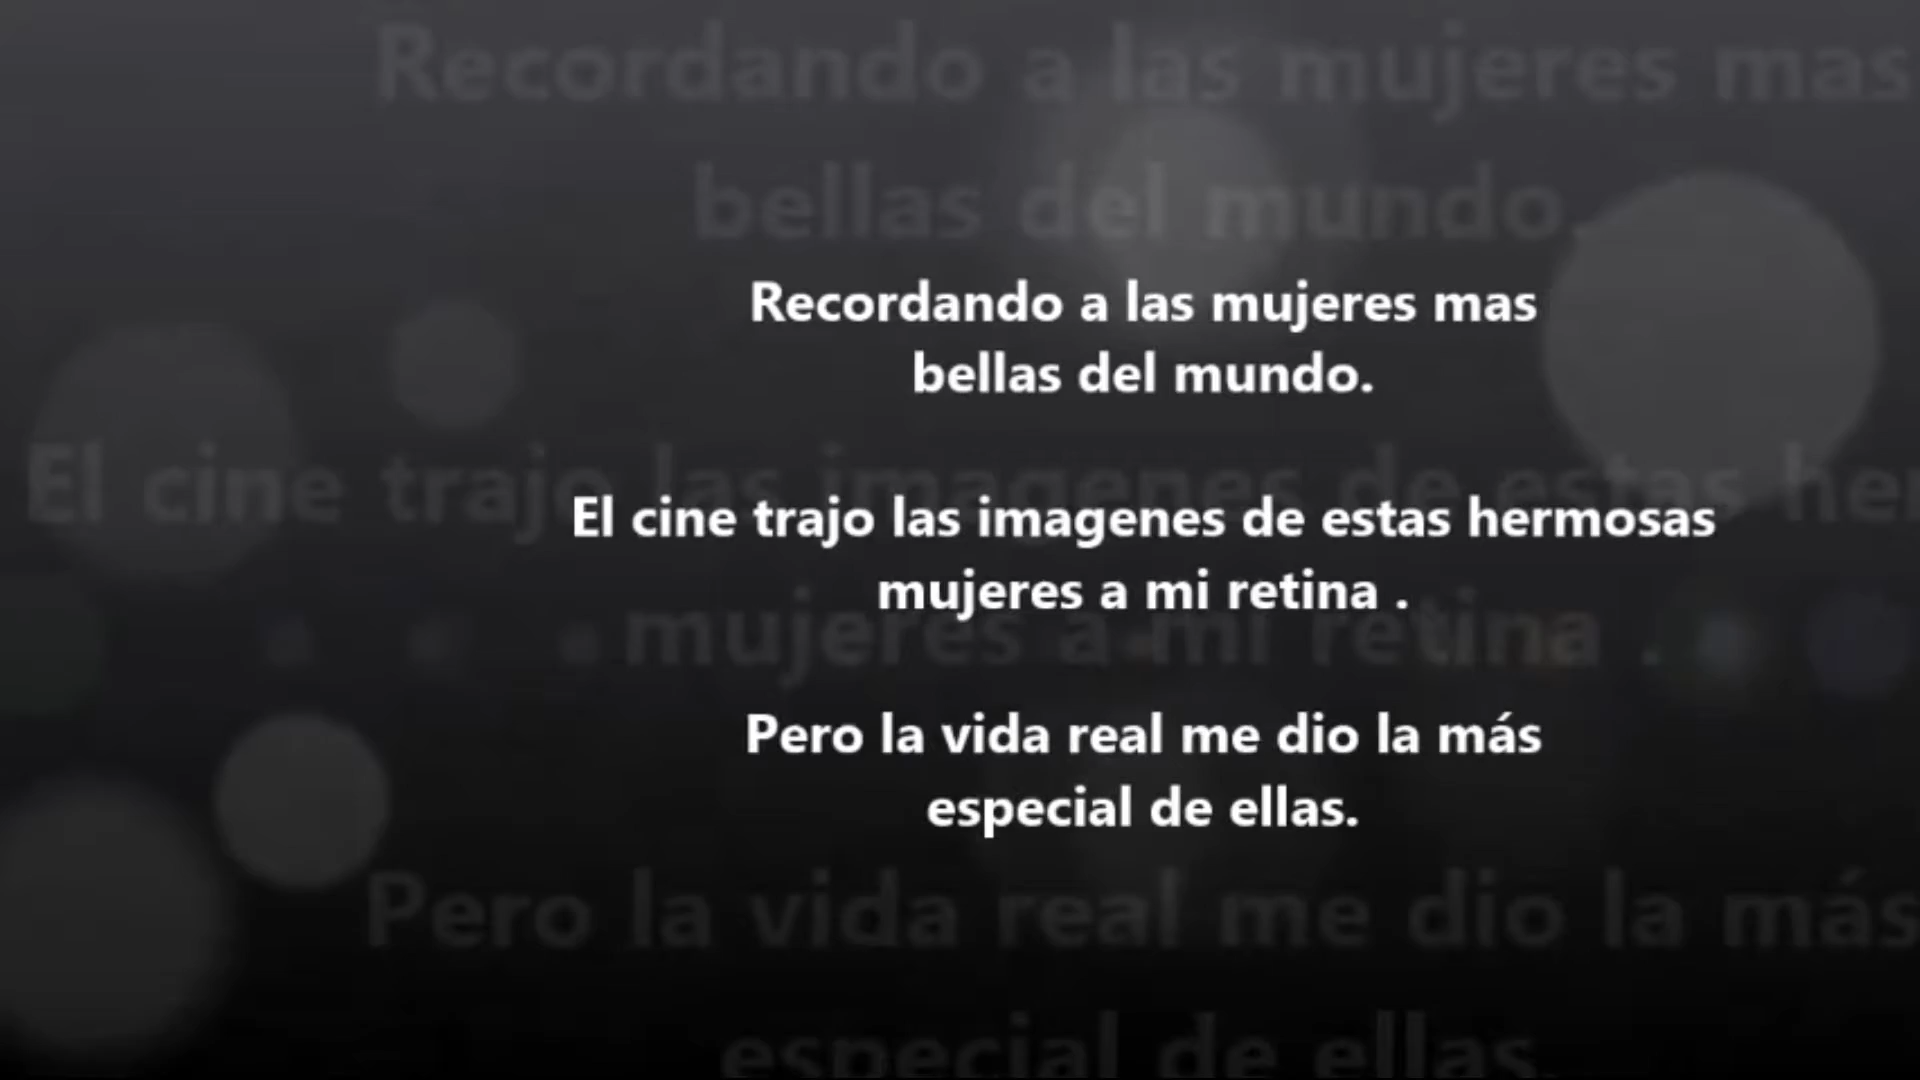 Recordando a las mujeres mas
bellas del mundo.
El cine trajo las imagenes de estas hermosas
mujeres a mi retina .
Pero la vida real me dio la más
especial de ellas.